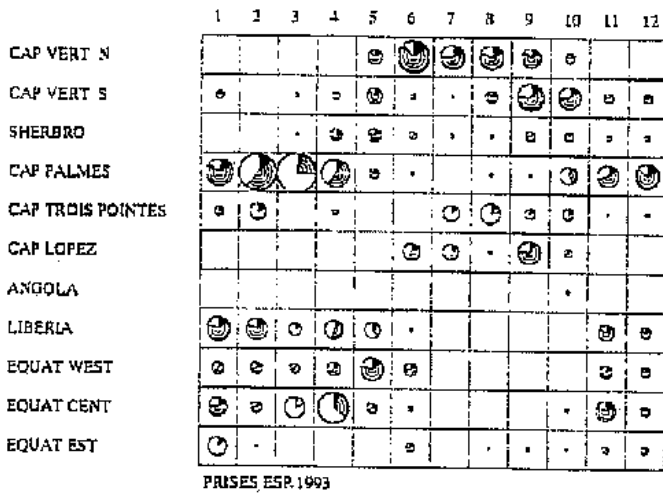 1 2 3 4 5 6 7 8 9 10 11 12
CAP VERT N
CAP VERT S
SHERBRO
CAP PALMES
CAP TROIS POINTES
CAP LOPEZ
ANGOLA
LIBERIA
EQUAT WEST
EQUAT CENT
EQUAT EST
PRISES ESP. 1993